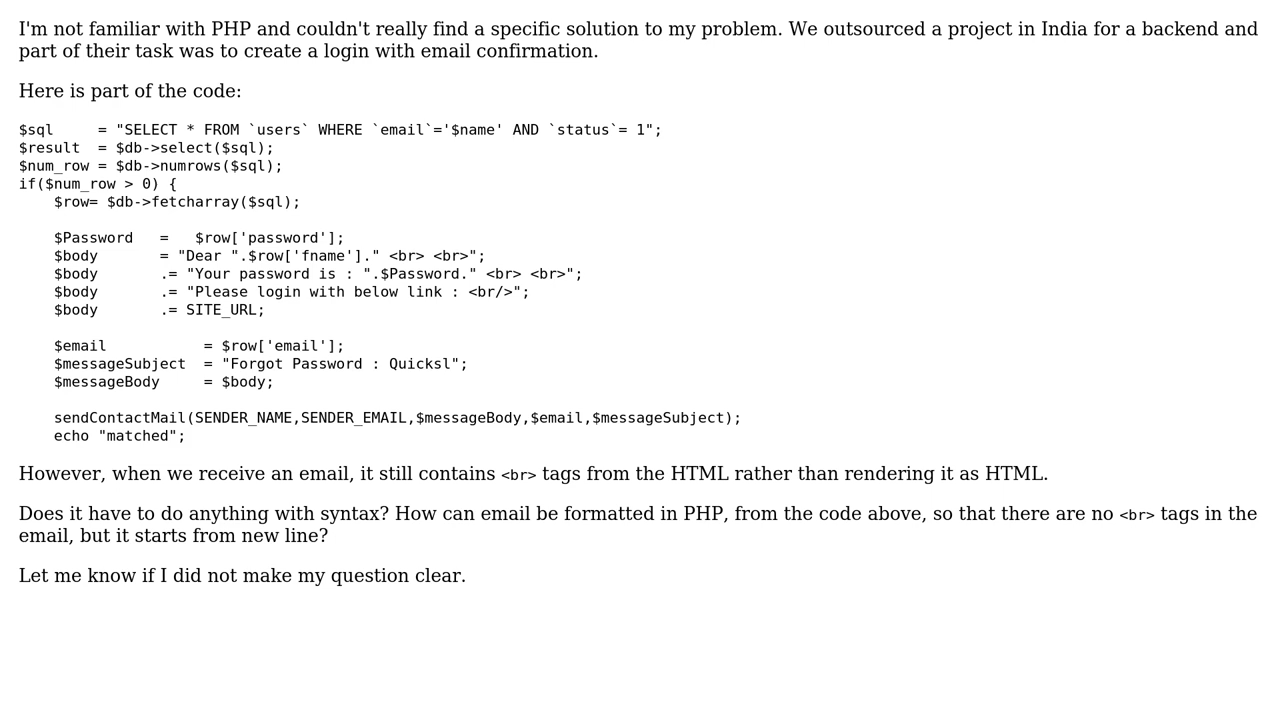 I'm not familiar with PHP and couldn't really find a specific solution to my problem. We outsourced a project in India for a backend and
part of their task was to create a login with email confirmation.
Here is part of the code:
$sql     = "SELECT * FROM `users` WHERE `email`='$name' AND `status`= 1";
$result  = $db->select($sql);
$num_row = $db->numrows($sql);
if($num_row > 0) {
    $row= $db->fetcharray($sql);
    $Password   =   $row['password'];
    $body       = "Dear ".$row['fname']." <br> <br>";
    $body       .= "Your password is : ".$Password." <br> <br>";
    $body       .= "Please login with below link : <br/>";
    $body       .= SITE_URL;
    $email           = $row['email'];
    $messageSubject  = "Forgot Password : Quicksl";
    $messageBody     = $body;
    sendContactMail(SENDER_NAME,SENDER_EMAIL,$messageBody,$email,$messageSubject);
    echo "matched";
However, when we receive an email, it still contains <br> tags from the HTML rather than rendering it as HTML.
Does it have to do anything with syntax? How can email be formatted in PHP, from the code above, so that there are no <br> tags in the
email, but it starts from new line?
Let me know if I did not make my question clear.